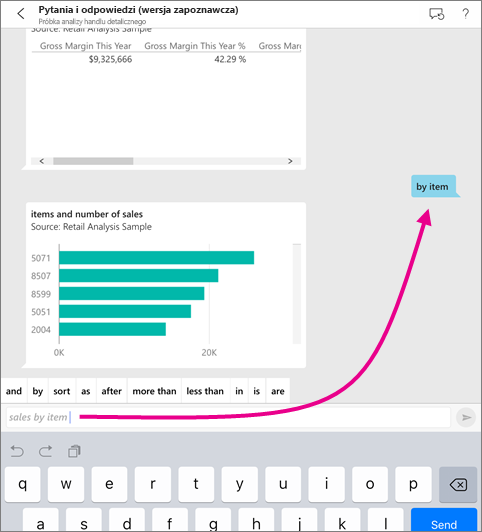 Pytania i odpowiedzi (wersja zapoznawcza)
Próbka analizy handlu detalicznego
?
Source: Retail Analysis Sample
Gross Margin This Year Gross Margin This Year % Gross Mar
$9,325,666 42.29 %
by item
items and number of sales
Source: Retail Analysis Sample
5071
8507
8599
5051
2004
0K 20K
and by sort as after more than less than in is are
sales by item
q w e r t y u i o p
a s d f g h j k l Send